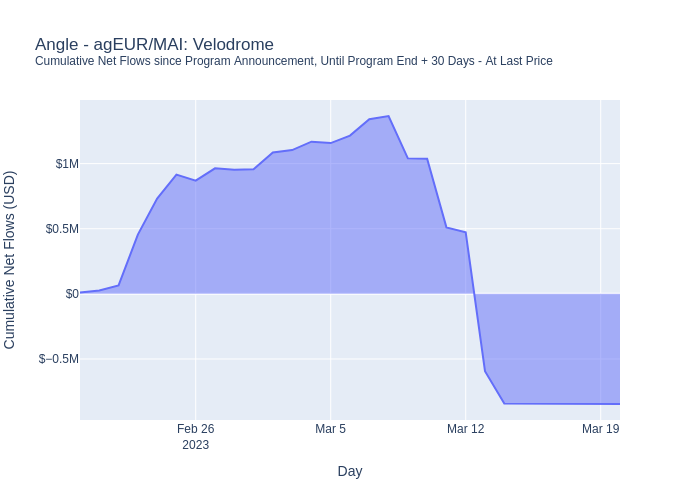 Angle - agEUR/MAI: Velodrome
Cumulative Net Flows since Program Announcement, Until Program End + 30 Days - At Last Price
Cumulative Net Flows (USD)
$1M
$0.5M
$0
$−0.5M
Feb 26
2023
Mar 5
Mar 12
Mar 19
Day